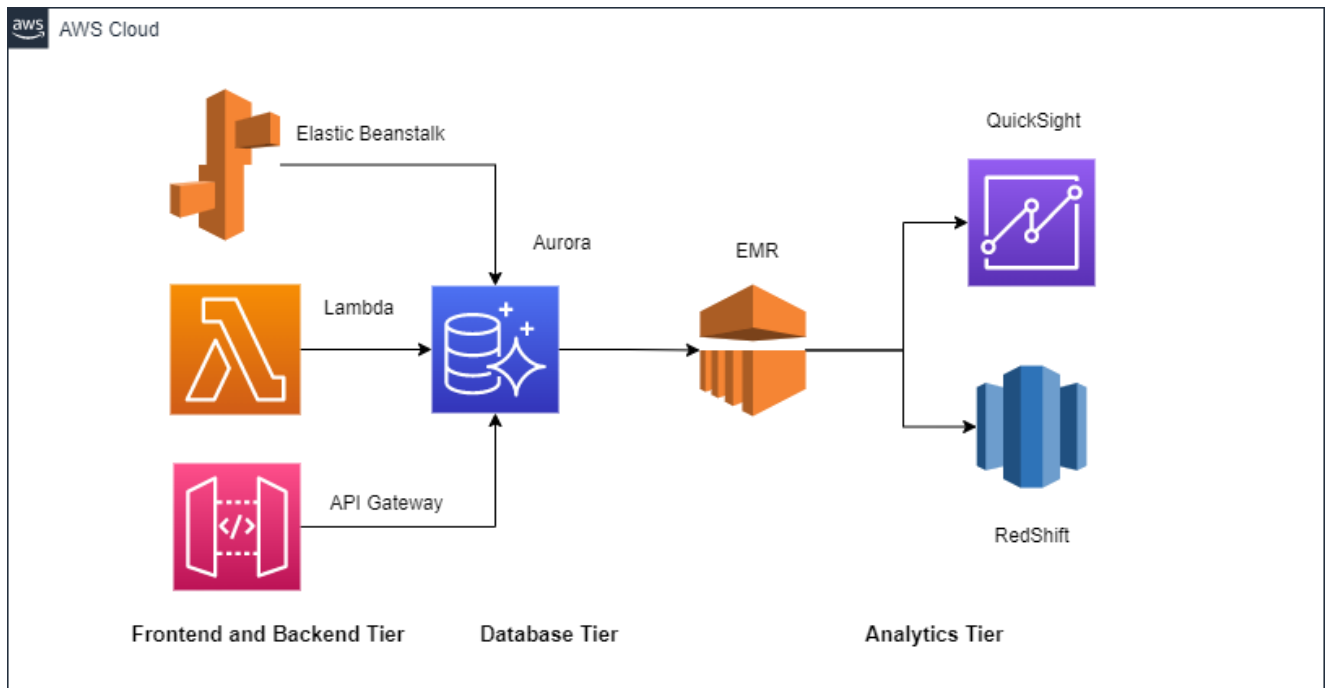 aws
AWS Cloud
Elastic Beanstalk
QuickSight
Aurora
EMR
Lambda
</>
API Gateway
RedShift
Frontend and Backend Tier
Database Tier
Analytics Tier